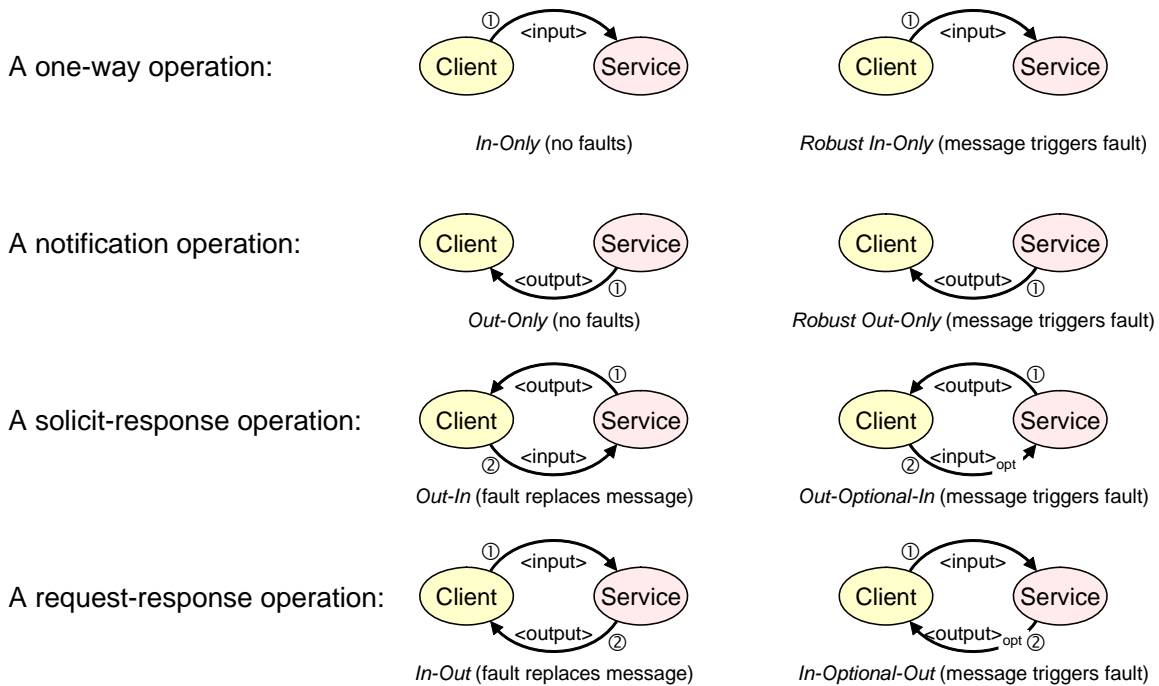 ①
<input>
①
<input>
A one-way operation:
Client
Service
Client
Service
In-Only (no faults)
Robust In-Only (message triggers fault)
A notification operation:
Client
Service
Client
Service
<output>
①
<output>
①
Out-Only (no faults)
Robust Out-Only (message triggers fault)
①
<output>
①
<output>
A solicit-response operation:
Client
Service
Client
Service
②
<input>
②
<input>opt
Out-In (fault replaces message)
Out-Optional-In (message triggers fault)
①
<input>
①
<input>
A request-response operation:
Client
Service
Client
Service
<output>
②
<output>opt
②
In-Out (fault replaces message)
In-Optional-Out (message triggers fault)